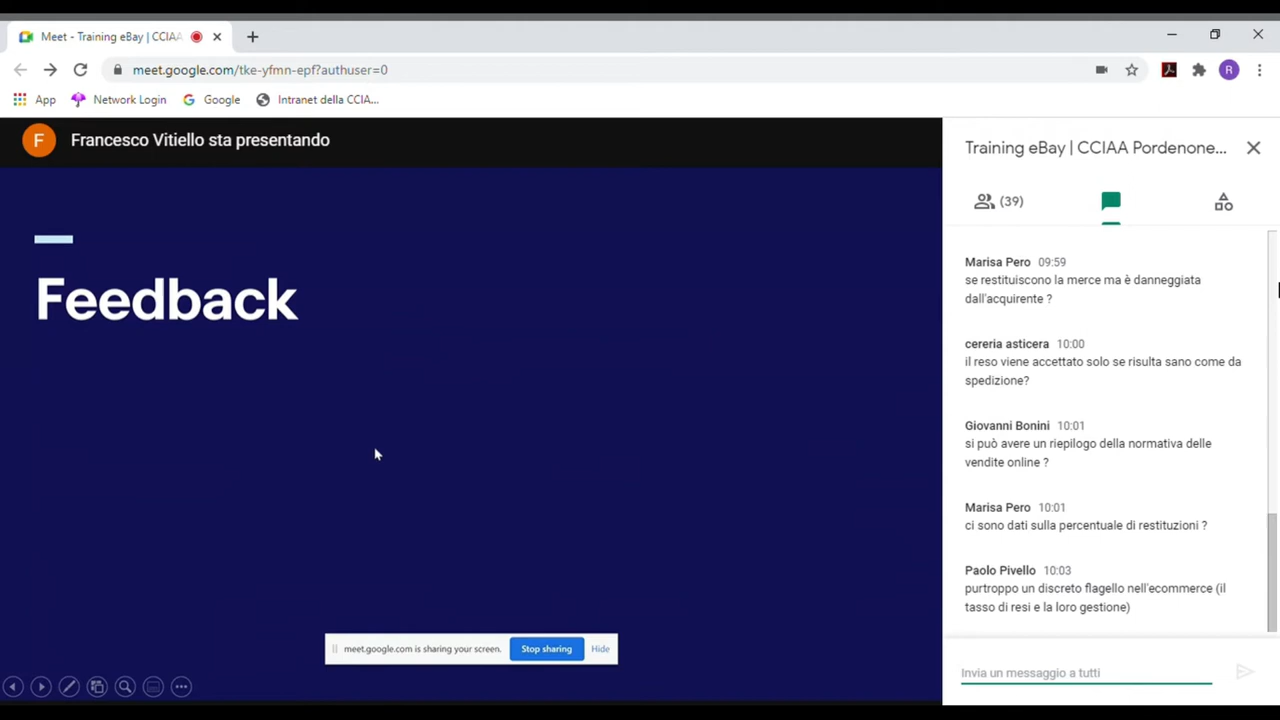 Meet - Training eBay | CCIAA
meet.google.com/tke-yfmn-epf?authuser=0
R
App
Network Login
Google
Intranet della CCIA...
F
Francesco Vitiello sta presentando
Feedback
meet.google.com is sharing your screen.
Stop sharing
Hide
Training eBay | CCIAA Pordenone...
(39)
Marisa Pero 09:59
se restituiscono la merce ma è danneggiata
dall'acquirente ?
cereria asticera 10:00
il reso viene accettato solo se risulta sano come da
spedizione?
Giovanni Bonini 10:01
si può avere un riepilogo della normativa delle
vendite online ?
Marisa Pero 10:01
ci sono dati sulla percentuale di restituzioni ?
Paolo Pivello 10:03
purtroppo un discreto flagello nell'ecommerce (il
tasso di resi e la loro gestione)
Invia un messaggio a tutti